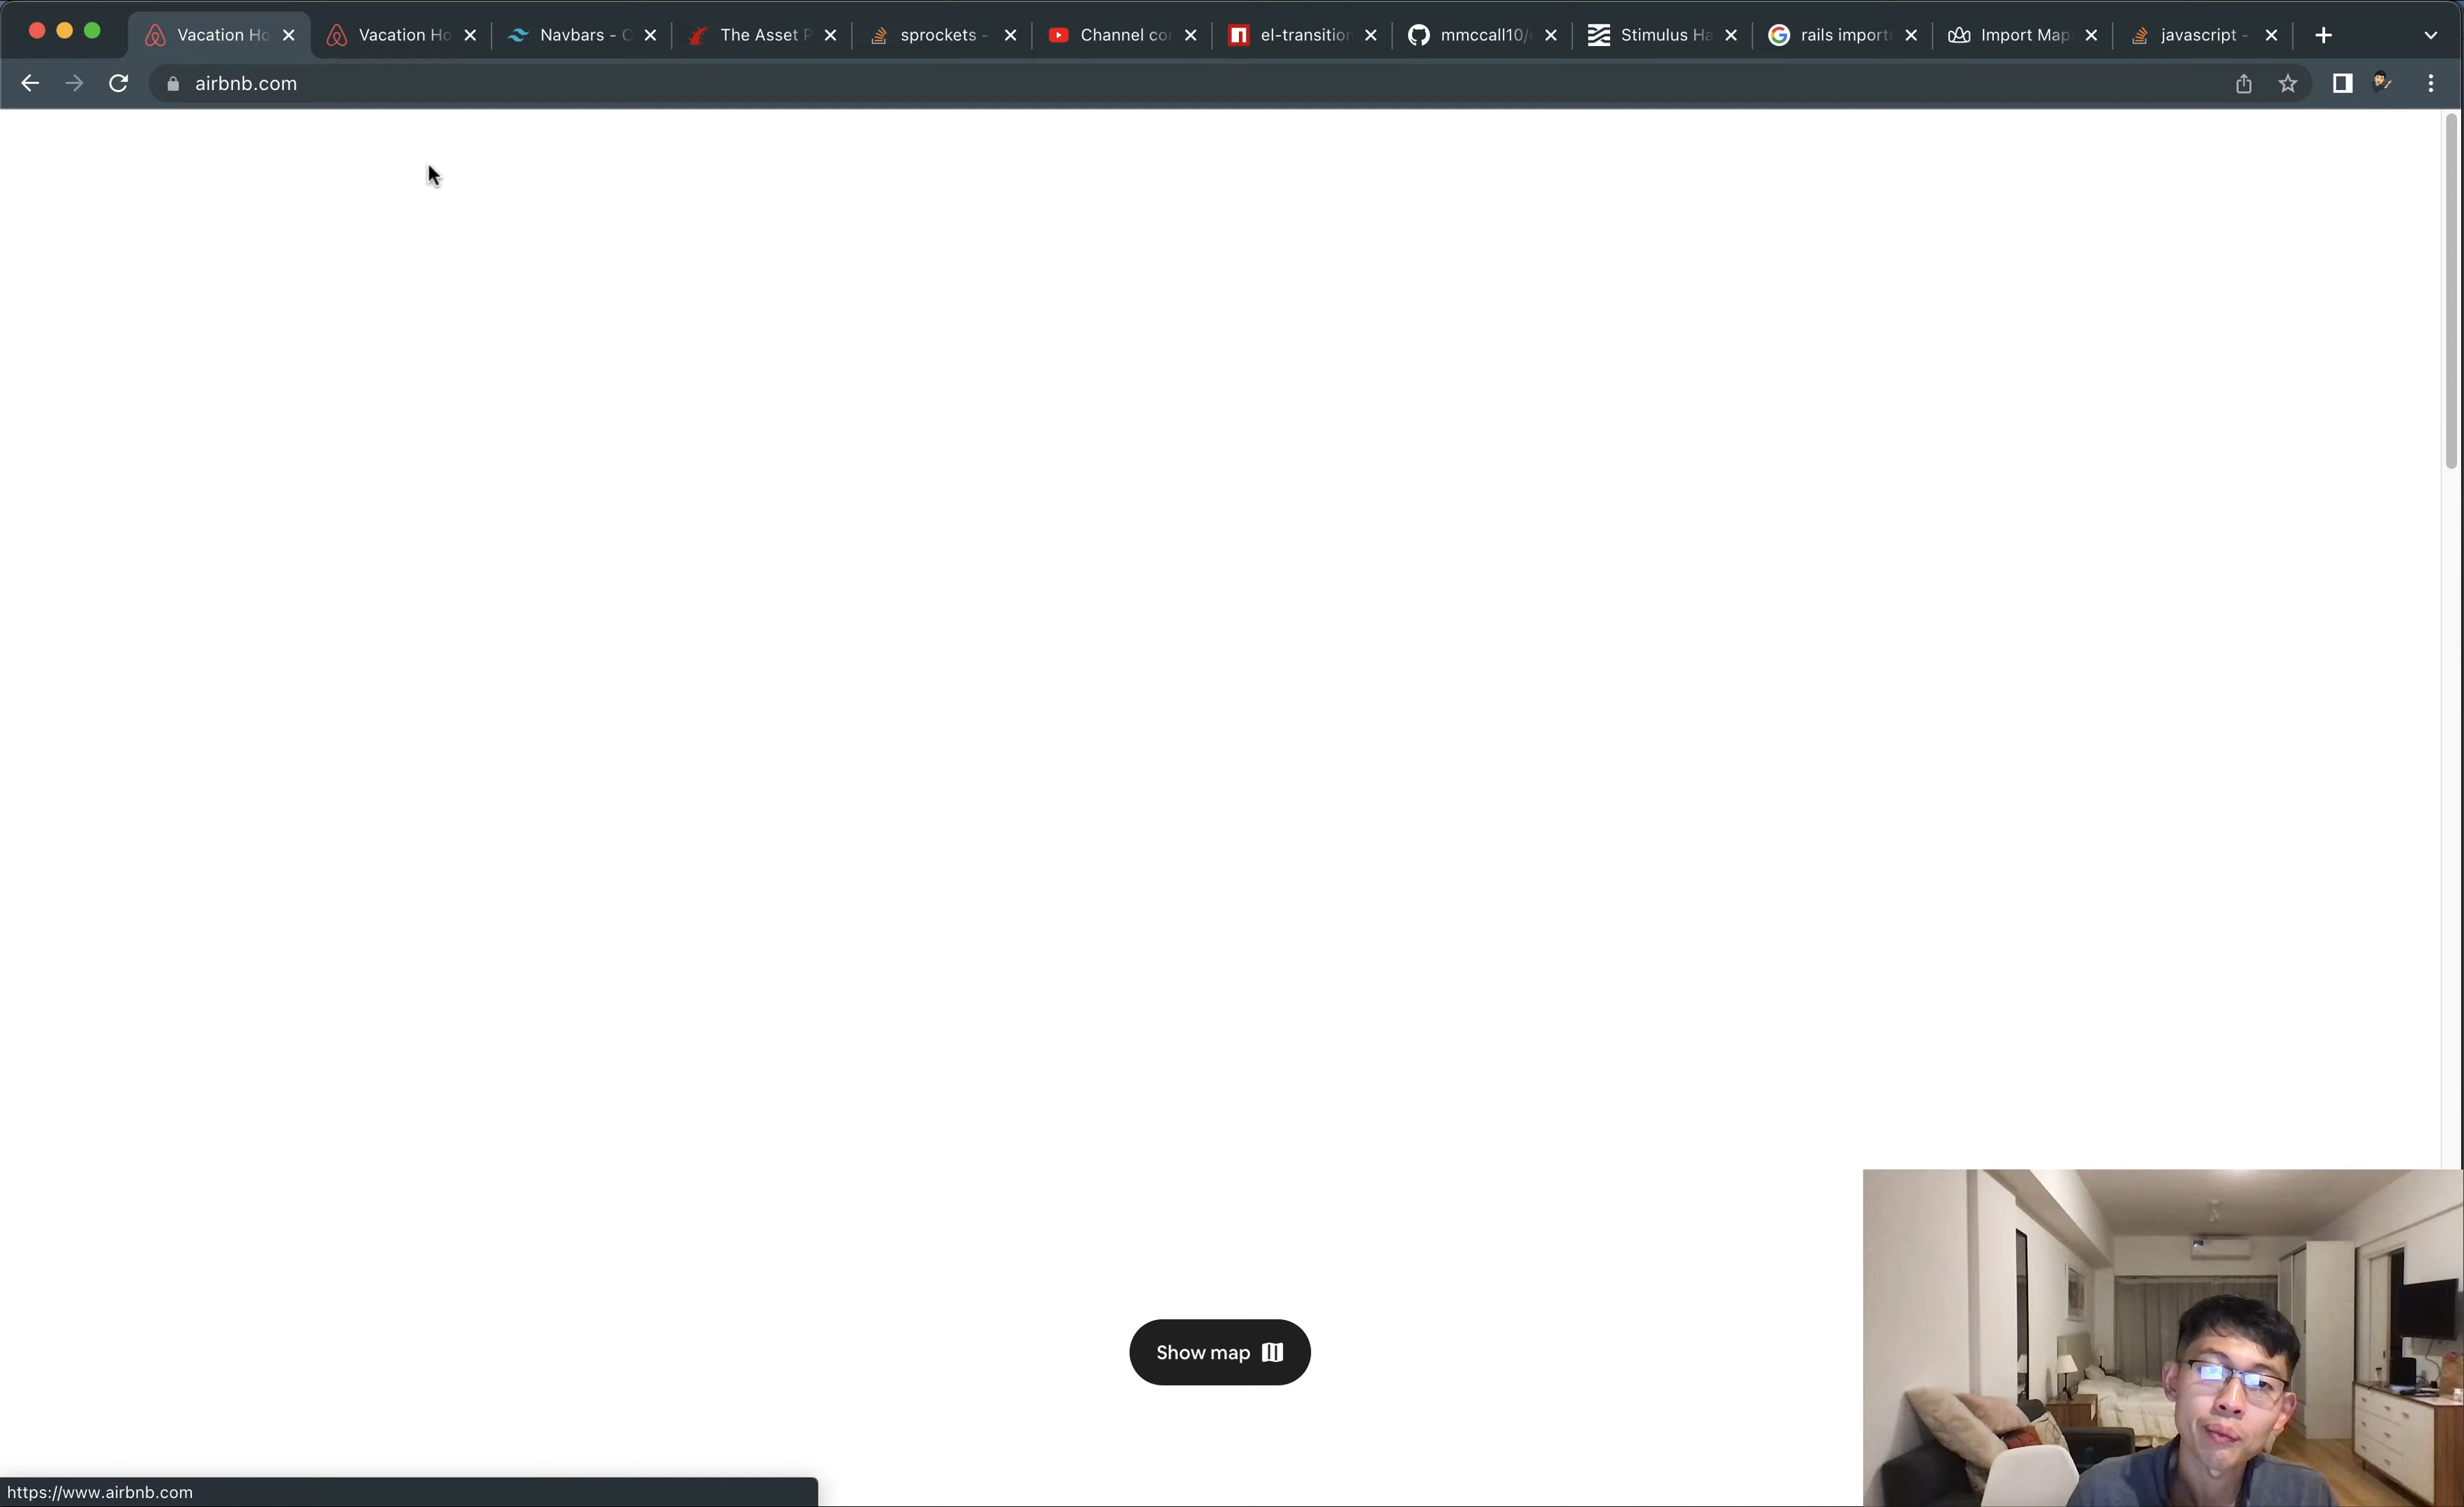 Vacation Ho
Vacation Ho
Navbars - O
The Asset P
sprockets -
Channel co
el-transition
mmccall10/
Stimulus Ha
rails import
Import Map
javascript -
airbnb.com
Show map
https://www.airbnb.com